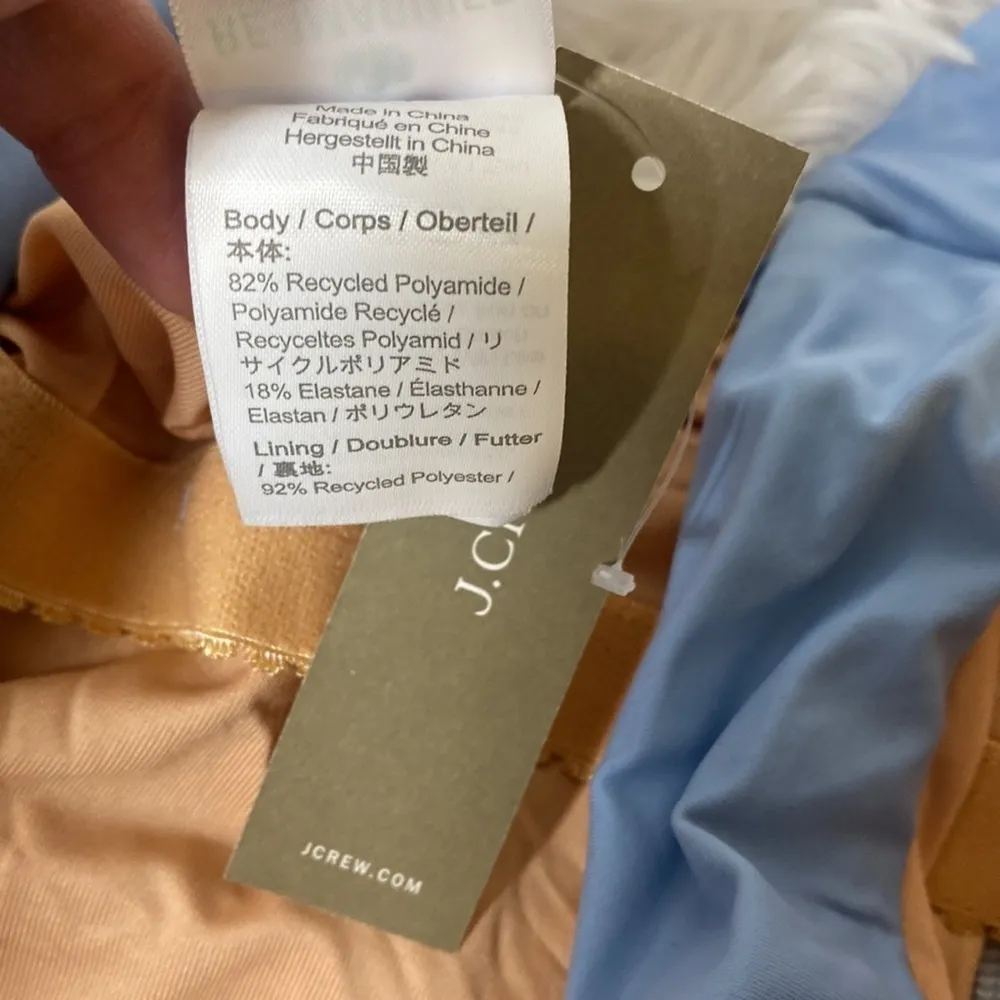 Made in China
Fabriqué en Chine
Hergestellt in China
中国製
Body / Corps / Oberteil /
本体:
82% Recycled Polyamide /
Polyamide Recyclé /
Recyceltes Polyamid / リ
サイクルポリアミド
18% Elastane / Élasthanne /
Elastan / ポリウレタン
Lining / Doublure / Futter
/ 裏地:
92% Recycled Polyester /
J.C
JCREW.COM